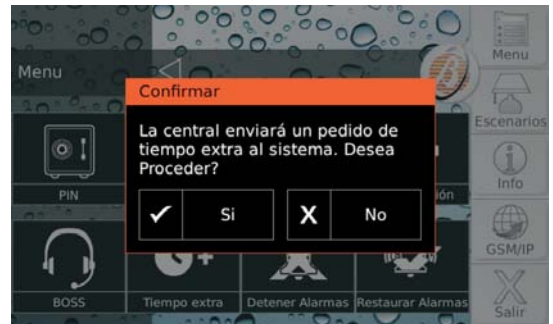 Menu
Confirmar
La central enviará un pedido de
tiempo extra al sistema. Desea
Proceder?
Si
No
PIN
ión
BOSS
Tiempo extra
Detener Alarmas
Restaurar Alarmas
Menu
Escenarios
Info
GSM/IP
Salir